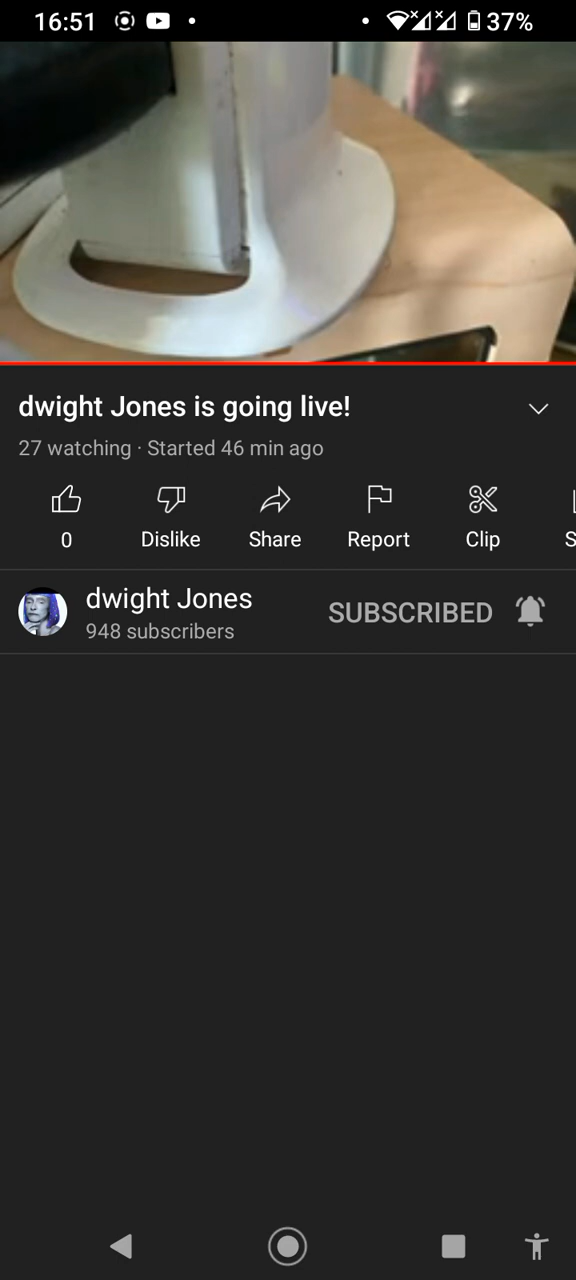 16:51
37%
dwight Jones is going live!
27 watching · Started 46 min ago
0 Dislike Share Report Clip S
dwight Jones SUBSCRIBED
948 subscribers